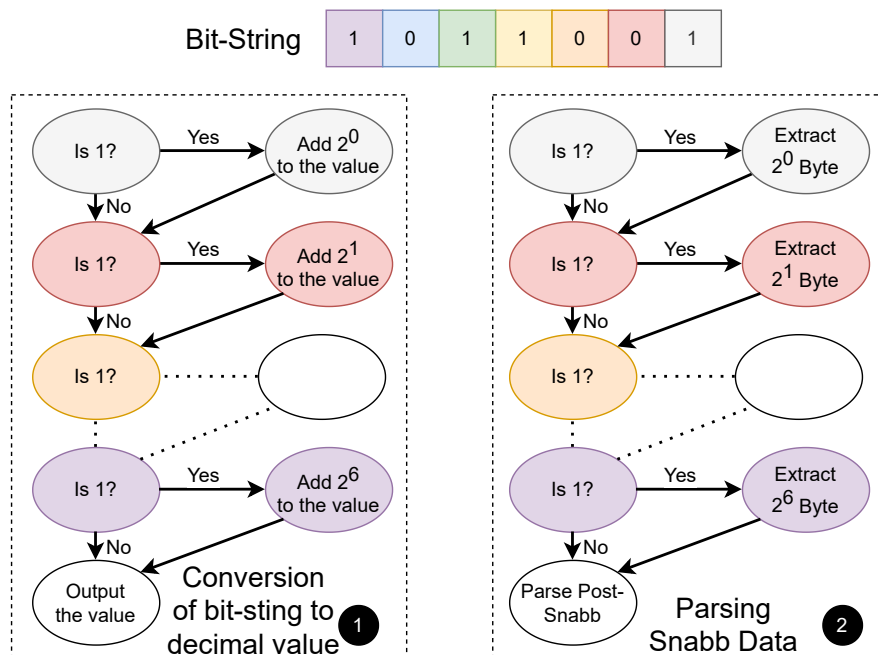 Bit-String 1 0 1 1 0 0 1
Is 1?
Yes
Add 2^0
to the value
No
Is 1?
Yes
Add 2^1
to the value
No
Is 1?
Is 1?
Yes
Add 2^6
to the value
No
Output
the value
Conversion
of bit-sting to
decimal value
1
Is 1?
Yes
Extract
2^0 Byte
No
Is 1?
Yes
Extract
2^1 Byte
No
Is 1?
Is 1?
Yes
Extract
2^6 Byte
No
Parse Post-
Snabb
Parsing
Snabb Data
2